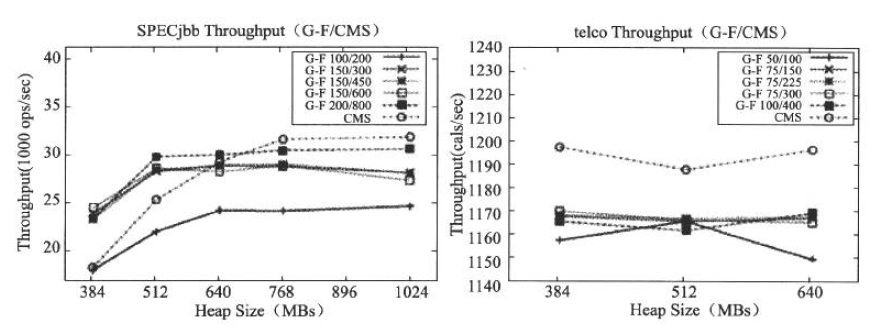 SPECjbb Throughput（G-F/CMS）
40
35
30
25
20
Throughput(1000 ops/sec)
G-F 100/200
G-F 150/300
G-F 150/450
G-F 150/600
G-F 200/800
CMS
384 512 640 768 896 1024
Heap Size（MBs）
telco Throughput（G-F/CMS）
1240
1230
1220
1210
1200
1190
1180
1170
1160
1150
1140
Throughput(cals/sec)
G-F 50/100
G-F 75/150
G-F 75/225
G-F 75/300
G-F 100/400
CMS
384 512 640
Heap Size（MBs）